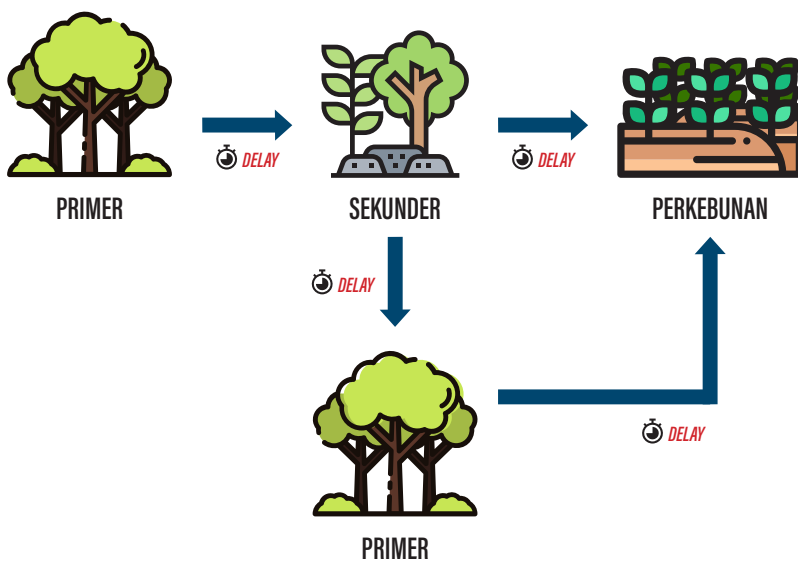 DELAY
DELAY
PRIMER
SEKUNDER
PERKEBUNAN
DELAY
DELAY
PRIMER